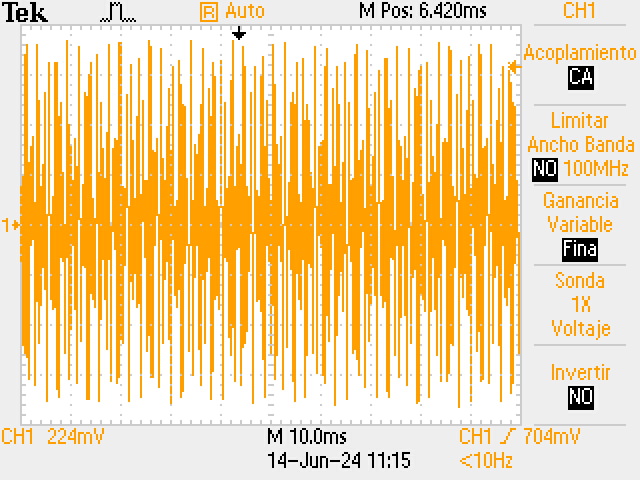 Tek R Auto M Pos: 6.420ms CH1
Acoplamiento
CA
Limitar
Ancho Banda
NO 100MHz
Ganancia
Variable
Fina
Sonda
1X
Voltaje
Invertir
NO
1
CH1 224mV M 10.0ms CH1 704mV
14-Jun-24 11:15 <10Hz